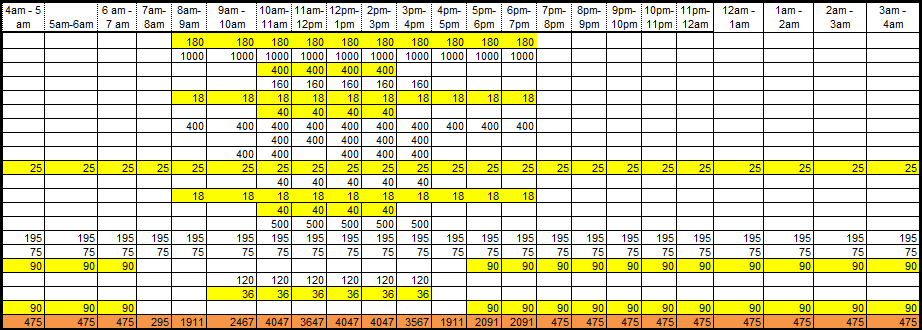 4am - 5 am 5am-6am 6 am - 7 am 7am-8am 8am-9am 9am - 10am 10am-11am 11am-12pm 12pm-1pm 2pm-3pm 3pm-4pm 4pm-5pm 5pm-6pm 6pm-7pm 7pm-8pm 8pm-9pm 9pm-10pm 10pm-11pm 11pm-12am 12am - 1am 1am - 2am 2am - 3am 3am - 4am
180 180 180 180 180 180 180 180 180 180
1000 1000 1000 1000 1000 1000 1000 1000 1000 1000
400 400 400 400
160 160 160 160 160
18 18 18 18 18 18 18 18 18 18
40 40 40 40
400 400 400 400 400 400 400 400 400 400
400 400 400 400 400
400 400 400 400 400
25 25 25 25 25 25 25 25 25 25 25 25 25 25 25 25 25 25 25 25 25 25 25
40 40 40 40 40
18 18 18 18 18 18 18 18 18 18
40 40 40 40
500 500 500 500 500
195 195 195 195 195 195 195 195 195 195 195 195 195 195 195 195 195 195 195 195 195 195 195
75 75 75 75 75 75 75 75 75 75 75 75 75 75 75 75 75 75 75 75 75 75 75
90 90 90 90 90 90 90 90 90 90 90 90 90 90
120 120 120 120 120 120
36 36 36 36 36 36
90 90 90 90 90 90 90 90 90 90 90 90 90 90
475 475 475 295 1911 2467 4047 3647 4047 4047 3567 1911 2091 2091 475 475 475 475 475 475 475 475 475